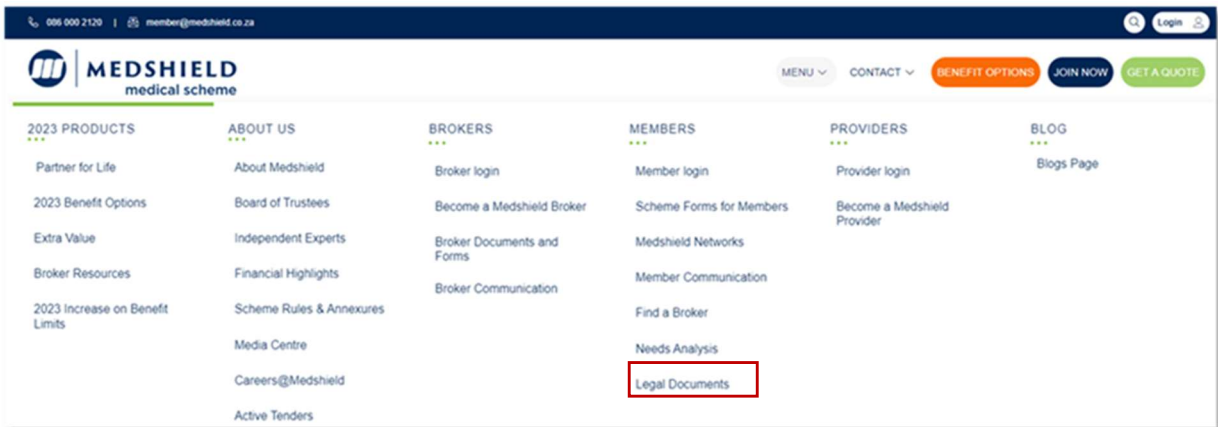 086 000 2120 | member@medshield.co.za
Login
MEDSHIELD
medical scheme
MENU
CONTACT
BENEFIT OPTIONS
JOIN NOW
GET A QUOTE
2023 PRODUCTS
Partner for Life
2023 Benefit Options
Extra Value
Broker Resources
2023 Increase on Benefit
Limits
ABOUT US
About Medshield
Board of Trustees
Independent Experts
Financial Highlights
Scheme Rules & Annexures
Media Centre
Careers@Medshield
Active Tenders
BROKERS
Broker login
Become a Medshield Broker
Broker Documents and
Forms
Broker Communication
MEMBERS
Member login
Scheme Forms for Members
Medshield Networks
Member Communication
Find a Broker
Needs Analysis
Legal Documents
PROVIDERS
Provider login
Become a Medshield
Provider
BLOG
Blogs Page